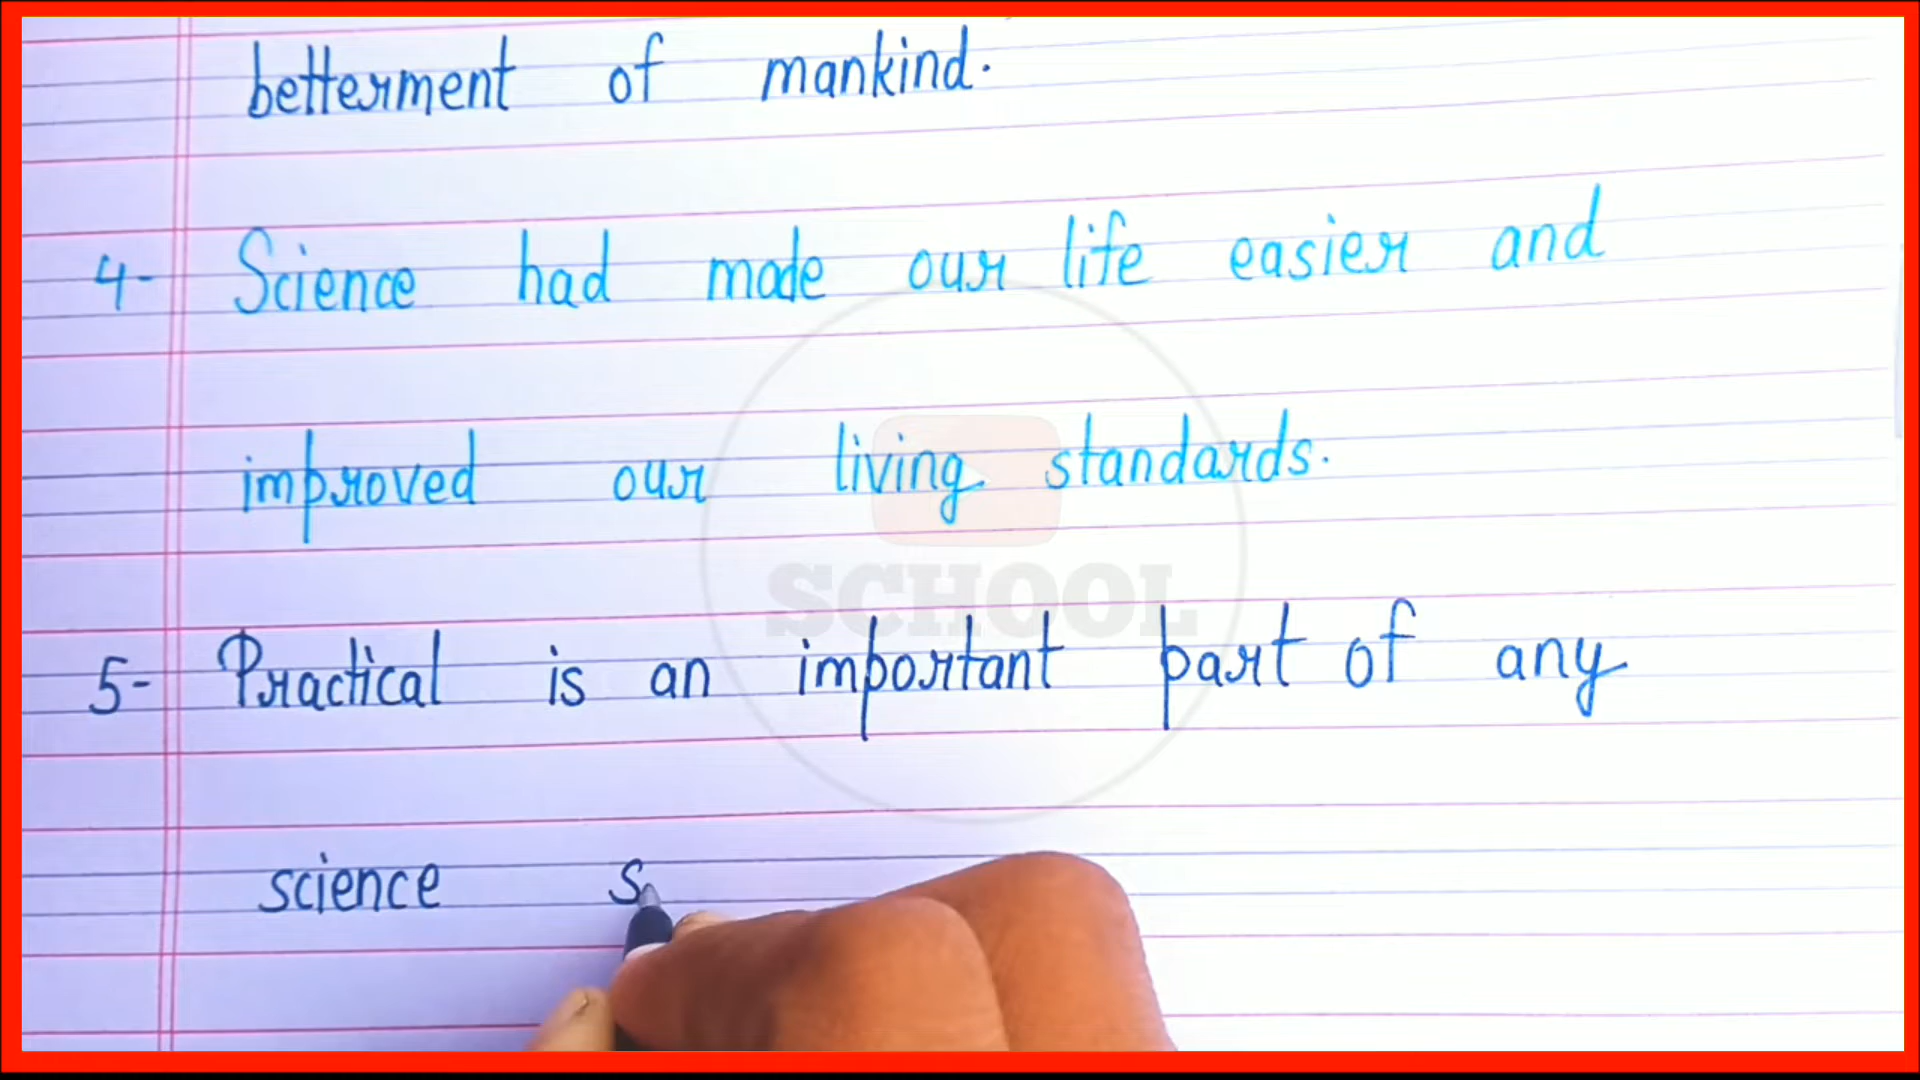 betterment of mankind.
4- Science had made our life easier and
improved our living standards.
SCHOOL
5- Practical is an important part of any
science s